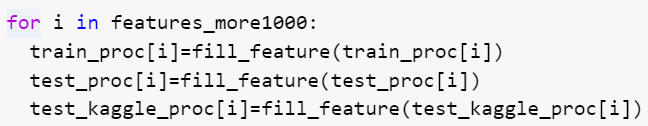 for i in features_more1000:
  train_proc[i]=fill_feature(train_proc[i])
  test_proc[i]=fill_feature(test_proc[i])
  test_kaggle_proc[i]=fill_feature(test_kaggle_proc[i])